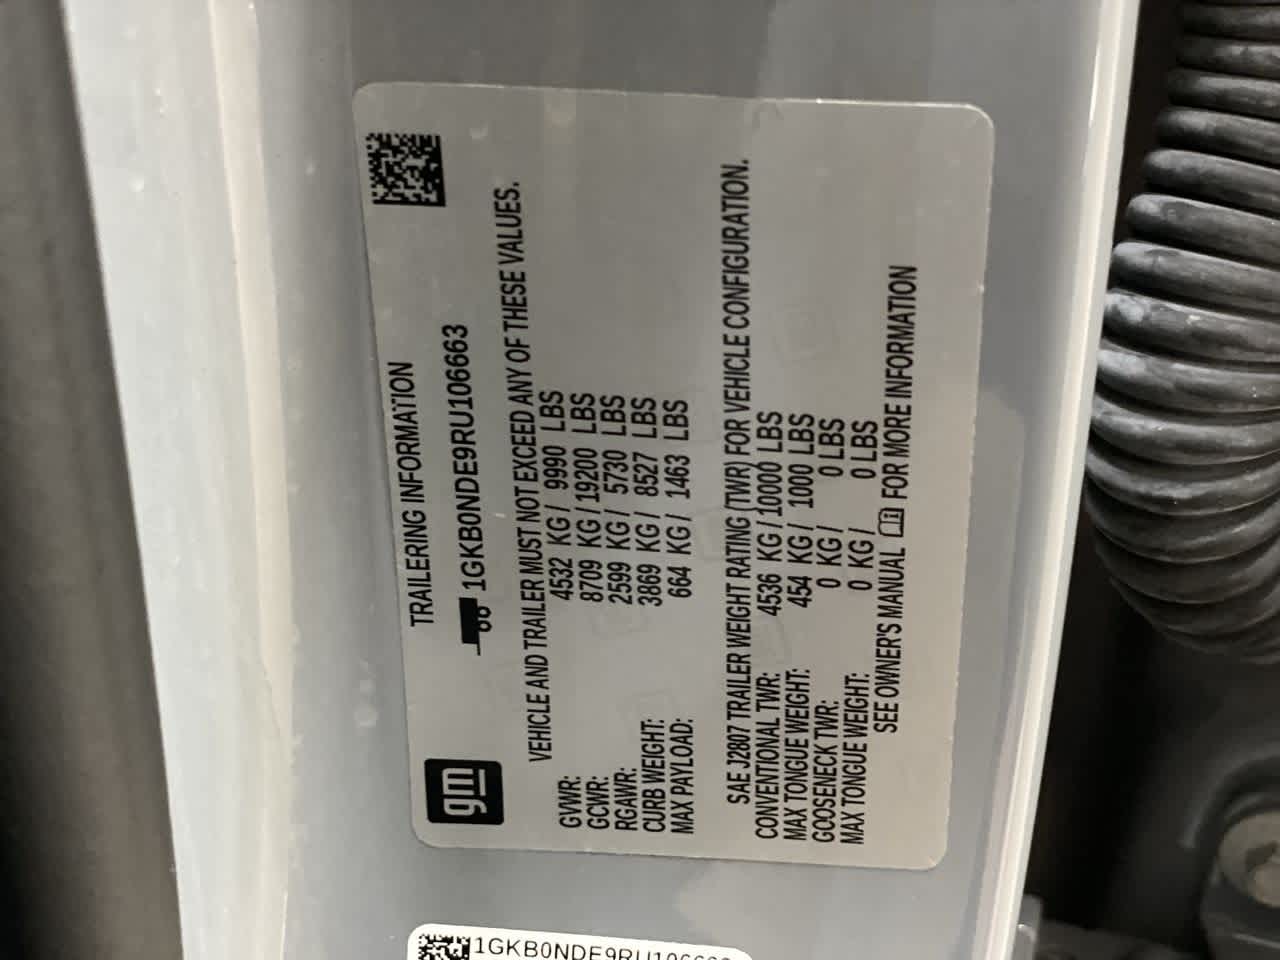 gm
TRAILERING INFORMATION
1GKB0NDE9RU106663
VEHICLE AND TRAILER MUST NOT EXCEED ANY OF THESE VALUES.
GVWR: 4532 KG / 9990 LBS
GCWR: 8709 KG / 19200 LBS
RGAWR: 2599 KG / 5730 LBS
CURB WEIGHT: 3869 KG / 8527 LBS
MAX PAYLOAD: 664 KG / 1463 LBS
SAE J2807 TRAILER WEIGHT RATING (TWR) FOR VEHICLE CONFIGURATION.
CONVENTIONAL TWR: 4536 KG / 10000 LBS
MAX TONGUE WEIGHT: 454 KG / 1000 LBS
GOOSENECK TWR: 0 KG / 0 LBS
MAX TONGUE WEIGHT: 0 KG / 0 LBS
SEE OWNER'S MANUAL FOR MORE INFORMATION
1GKB0NDE9RU106663